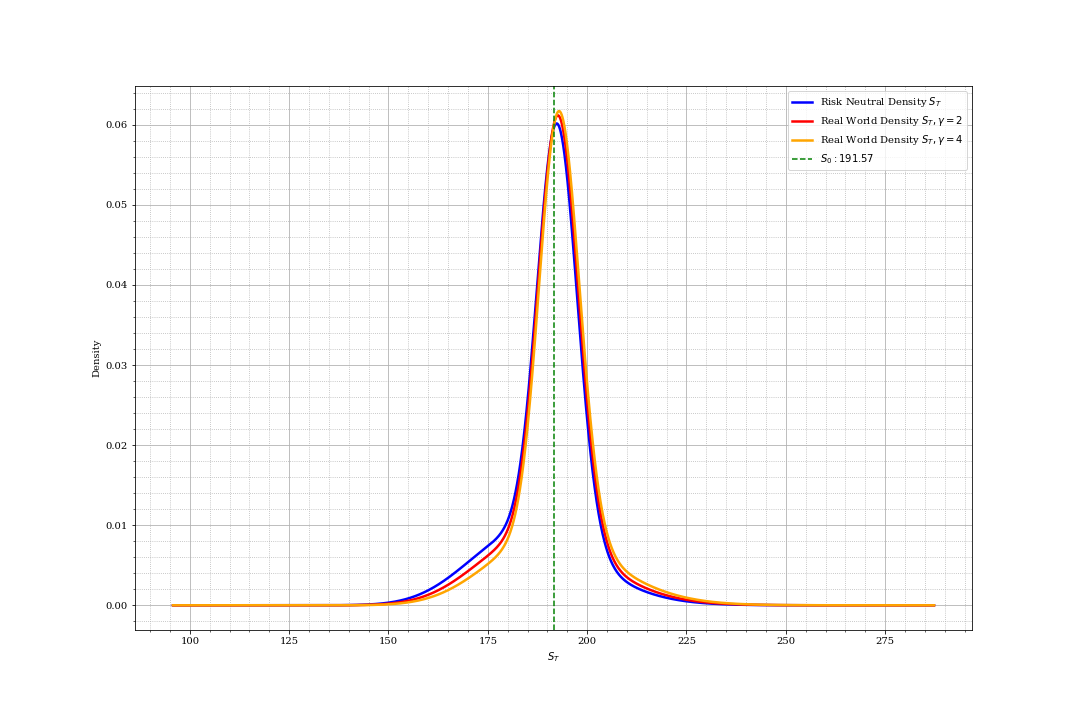 Risk Neutral Density $S_T$
Real World Density $S_T, γ = 2$
Real World Density $S_T, γ = 4$
$S_0 : 191.57$
Density
0.06
0.05
0.04
0.03
0.02
0.01
0.00
100 125 150 175 200 225 250 275
$S_T$